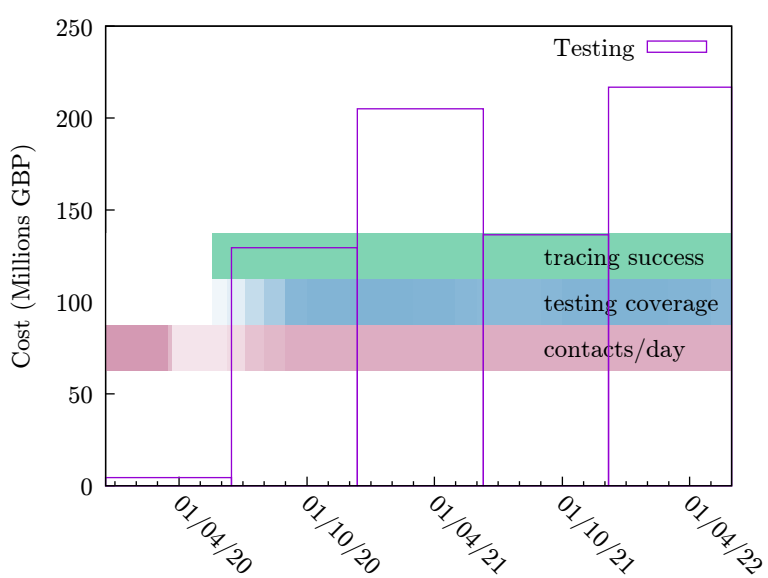 Cost (Millions GBP)
250
200
150
100
50
0
Testing
tracing success
testing coverage
contacts/day
01/04/20
01/10/20
01/04/21
01/10/21
01/04/22